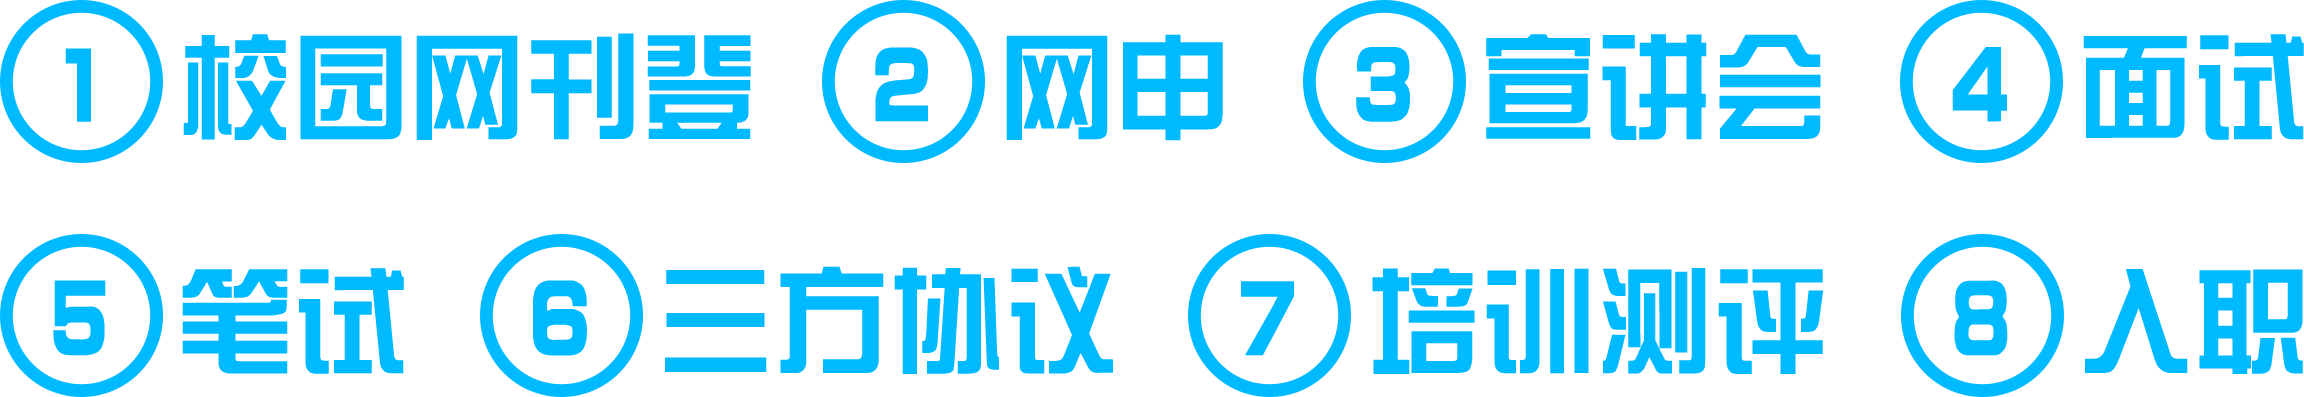 ① 校园网刊登 ② 网申 ③ 宣讲会 ④ 面试
⑤ 笔试 ⑥ 三方协议 ⑦ 培训测评 ⑧ 入职